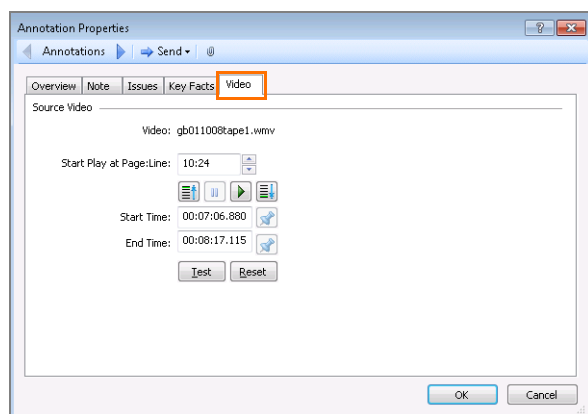 Annotation Properties
Annotations Send
Overview Note Issues Key Facts Video
Source Video
Video: gb011008tape1.wmv
Start Play at Page:Line: 10:24
Start Time: 00:07:06.880
End Time: 00:08:17.115
Test Reset
OK Cancel